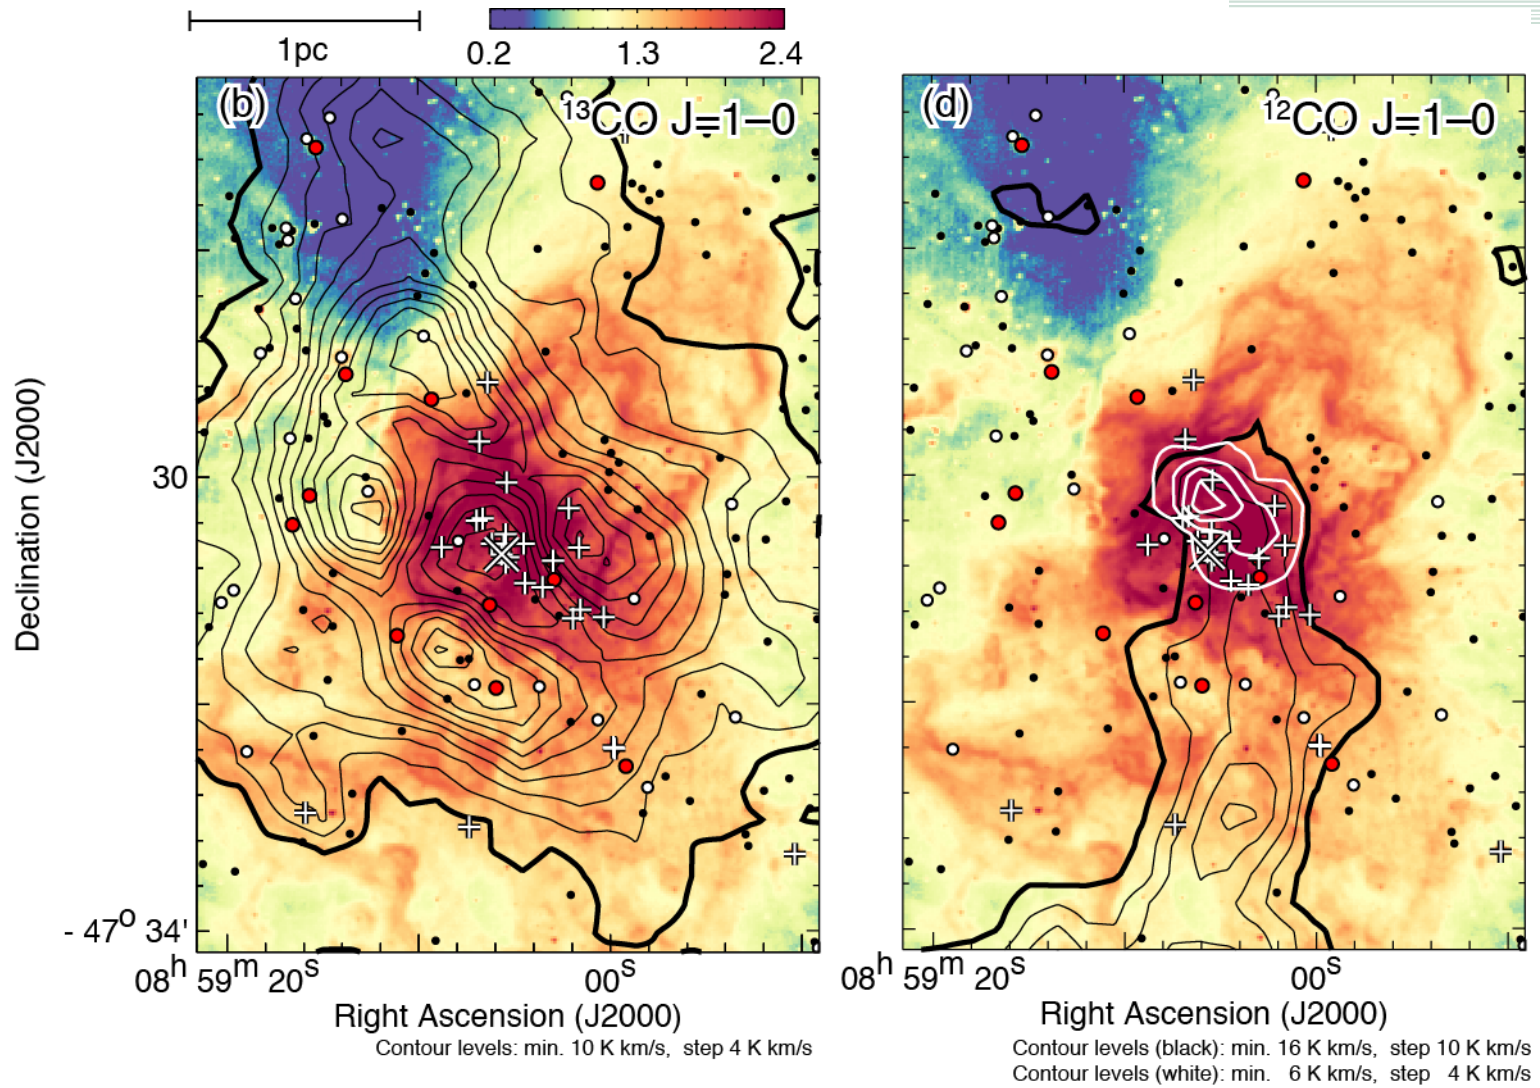 1pc
0.2 1.3 2.4
(b) ¹³CO J=1–0
(d) ¹²CO J=1–0
Declination (J2000)
30
- 47° 34'
08ʰ 59ᵐ 20ˢ 00ˢ
08ʰ 59ᵐ 20ˢ 00ˢ
Right Ascension (J2000)
Right Ascension (J2000)
Contour levels: min. 10 K km/s, step 4 K km/s
Contour levels (black): min. 16 K km/s, step 10 K km/s
Contour levels (white): min. 6 K km/s, step 4 K km/s